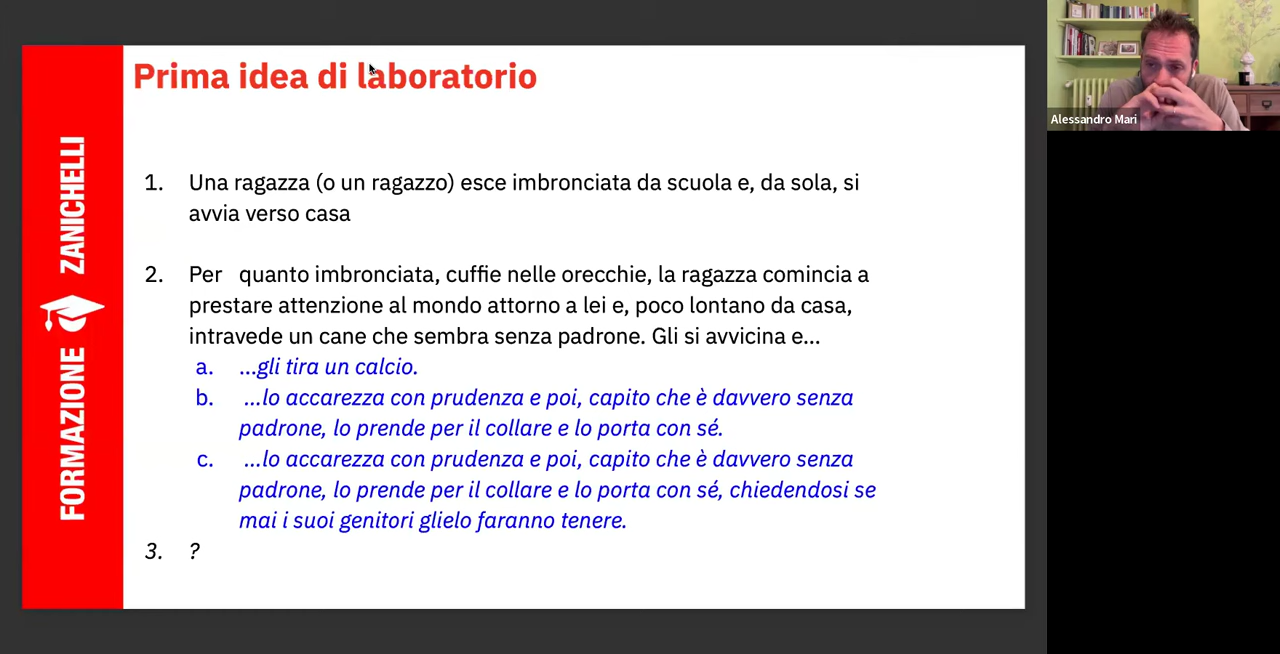 Prima idea di laboratorio
1. Una ragazza (o un ragazzo) esce imbronciata da scuola e, da sola, si
avvia verso casa
2. Per quanto imbronciata, cuffie nelle orecchie, la ragazza comincia a
prestare attenzione al mondo attorno a lei e, poco lontano da casa,
intravede un cane che sembra senza padrone. Gli si avvicina e...
a. ...gli tira un calcio.
b. ...lo accarezza con prudenza e poi, capito che è davvero senza
padrone, lo prende per il collare e lo porta con sé.
c. ...lo accarezza con prudenza e poi, capito che è davvero senza
padrone, lo prende per il collare e lo porta con sé, chiedendosi se
mai i suoi genitori glielo faranno tenere.
3. ?
FORMAZIONE ZANICHELLI
Alessandro Mari